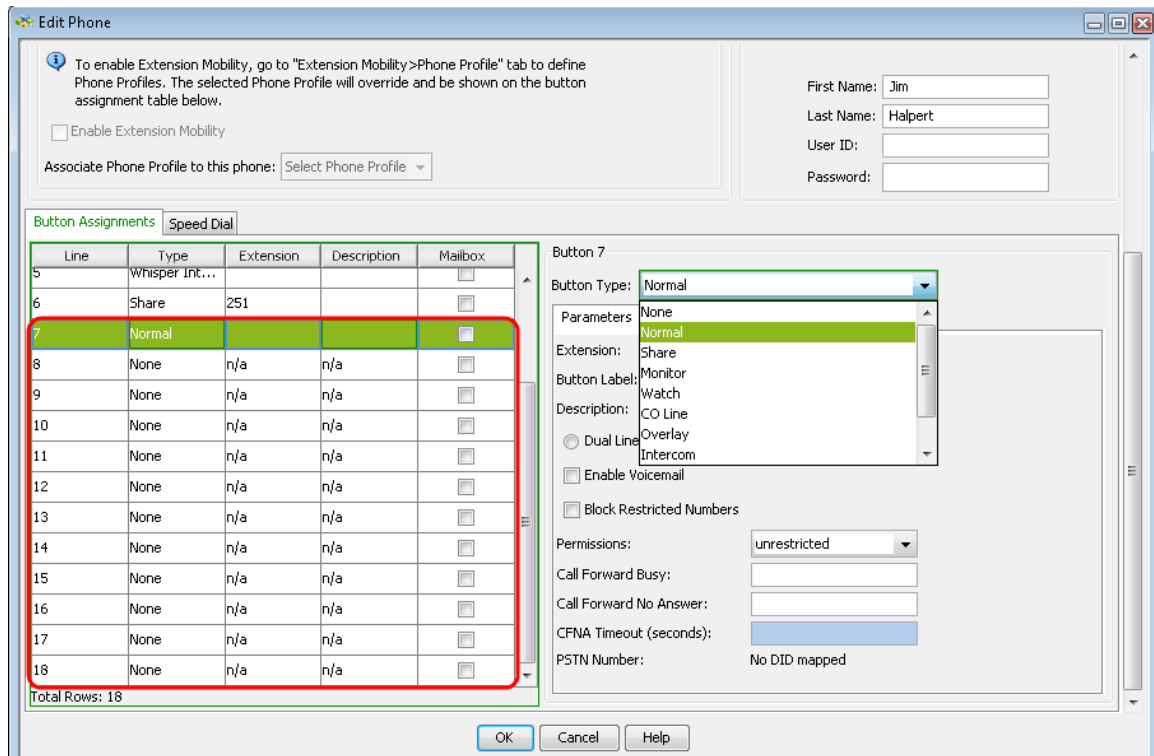 Edit Phone
To enable Extension Mobility, go to "Extension Mobility>Phone Profile" tab to define
Phone Profiles. The selected Phone Profile will override and be shown on the button
assignment table below.
Enable Extension Mobility
Associate Phone Profile to this phone: Select Phone Profile
First Name: Jim
Last Name: Halpert
User ID:
Password:
Button Assignments Speed Dial
Line Type Extension Description Mailbox
5 Whisper Int...
6 Share 251
7 Normal
8 None n/a n/a
9 None n/a n/a
10 None n/a n/a
11 None n/a n/a
12 None n/a n/a
13 None n/a n/a
14 None n/a n/a
15 None n/a n/a
16 None n/a n/a
17 None n/a n/a
18 None n/a n/a
Total Rows: 18
Button 7
Button Type: Normal
None
Normal
Share
Monitor
Watch
CO Line
Overlay
Intercom
Parameters
Extension:
Button Label:
Description:
Dual Line
Enable Voicemail
Block Restricted Numbers
Permissions: unrestricted
Call Forward Busy:
Call Forward No Answer:
CFNA Timeout (seconds):
PSTN Number: No DID mapped
OK Cancel Help